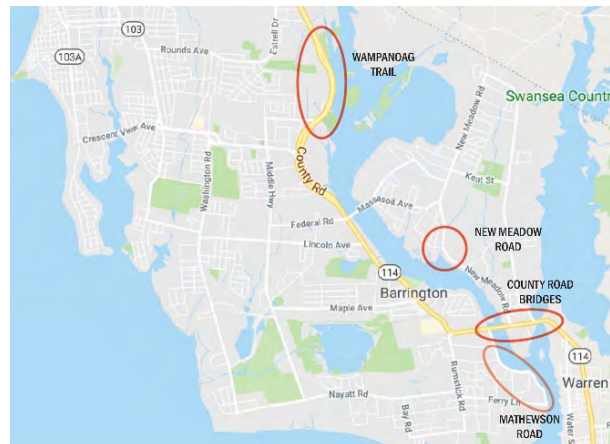 103
Estrell Dr
WAMPANOAG
TRAIL
Rounds Ave
103A
Swansea Countr
New Meadow Rd
Crescent View Ave
Washington Rd
Middle Hwy
County Rd
Kent St
Massasoit Ave
Federal Rd
Lincoln Ave
NEW MEADOW
ROAD
114
New Meadow Rd
COUNTY ROAD
BRIDGES
Barrington
Maple Ave
114
Rumstick Rd
Warren
Nayatt Rd
Bay Rd
Ferry Ln
Water S
MATHEWSON
ROAD